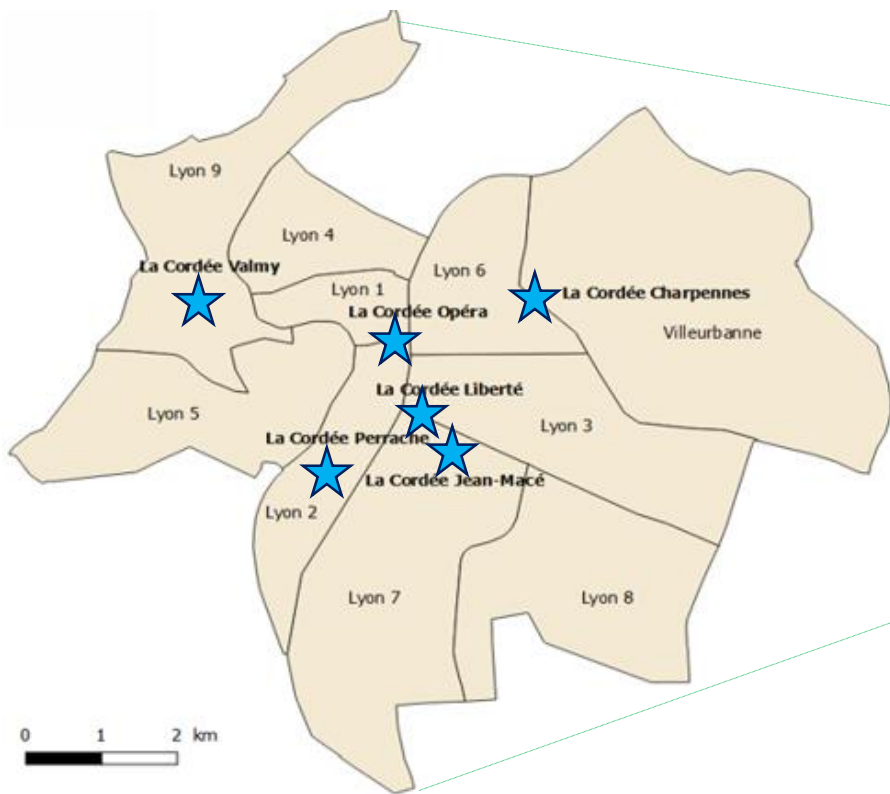 Lyon 9
Lyon 4
La Cordée Valmy
Lyon 6
Lyon 1
La Cordée Charpennes
La Cordée Opéra
Villeurbanne
La Cordée Liberté
Lyon 5
Lyon 3
La Cordée Perrache
La Cordée Jean-Macé
Lyon 2
Lyon 7
Lyon 8
0 1 2 km